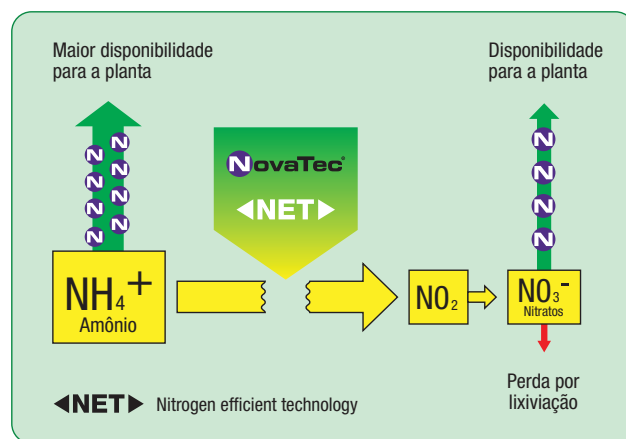 Maior disponibilidade
para a planta
Disponibilidade
para a planta
N
N
N
N
N
N
N
N
N
N
N
N
NovaTec®
◄NET►
NH₄⁺
Amônio
NO₂
NO₃⁻
Nitratos
Perda por
lixiviação
◄NET► Nitrogen efficient technology